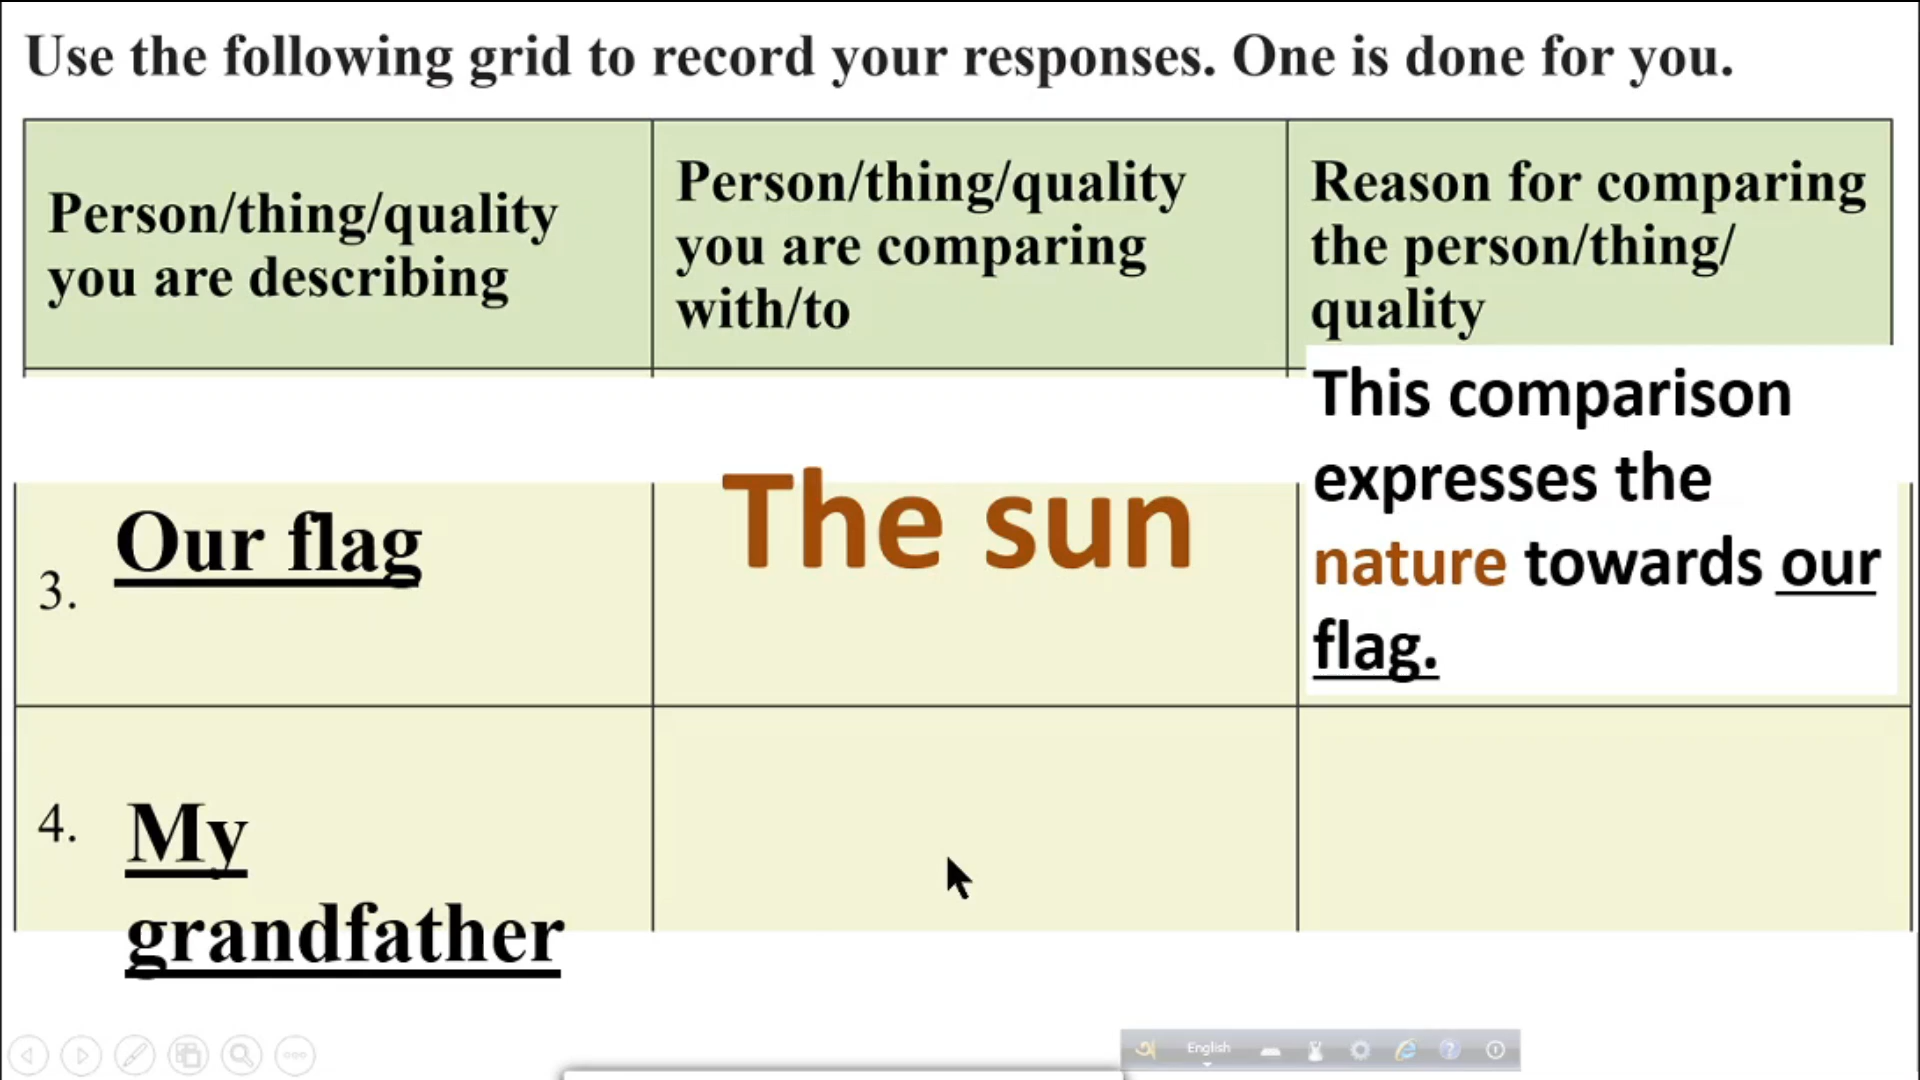 Use the following grid to record your responses. One is done for you.
Person/thing/quality
you are describing
Person/thing/quality
you are comparing
with/to
Reason for comparing
the person/thing/
quality
3.
Our flag
The sun
This comparison
expresses the
nature towards our
flag.
4.
My
grandfather
English